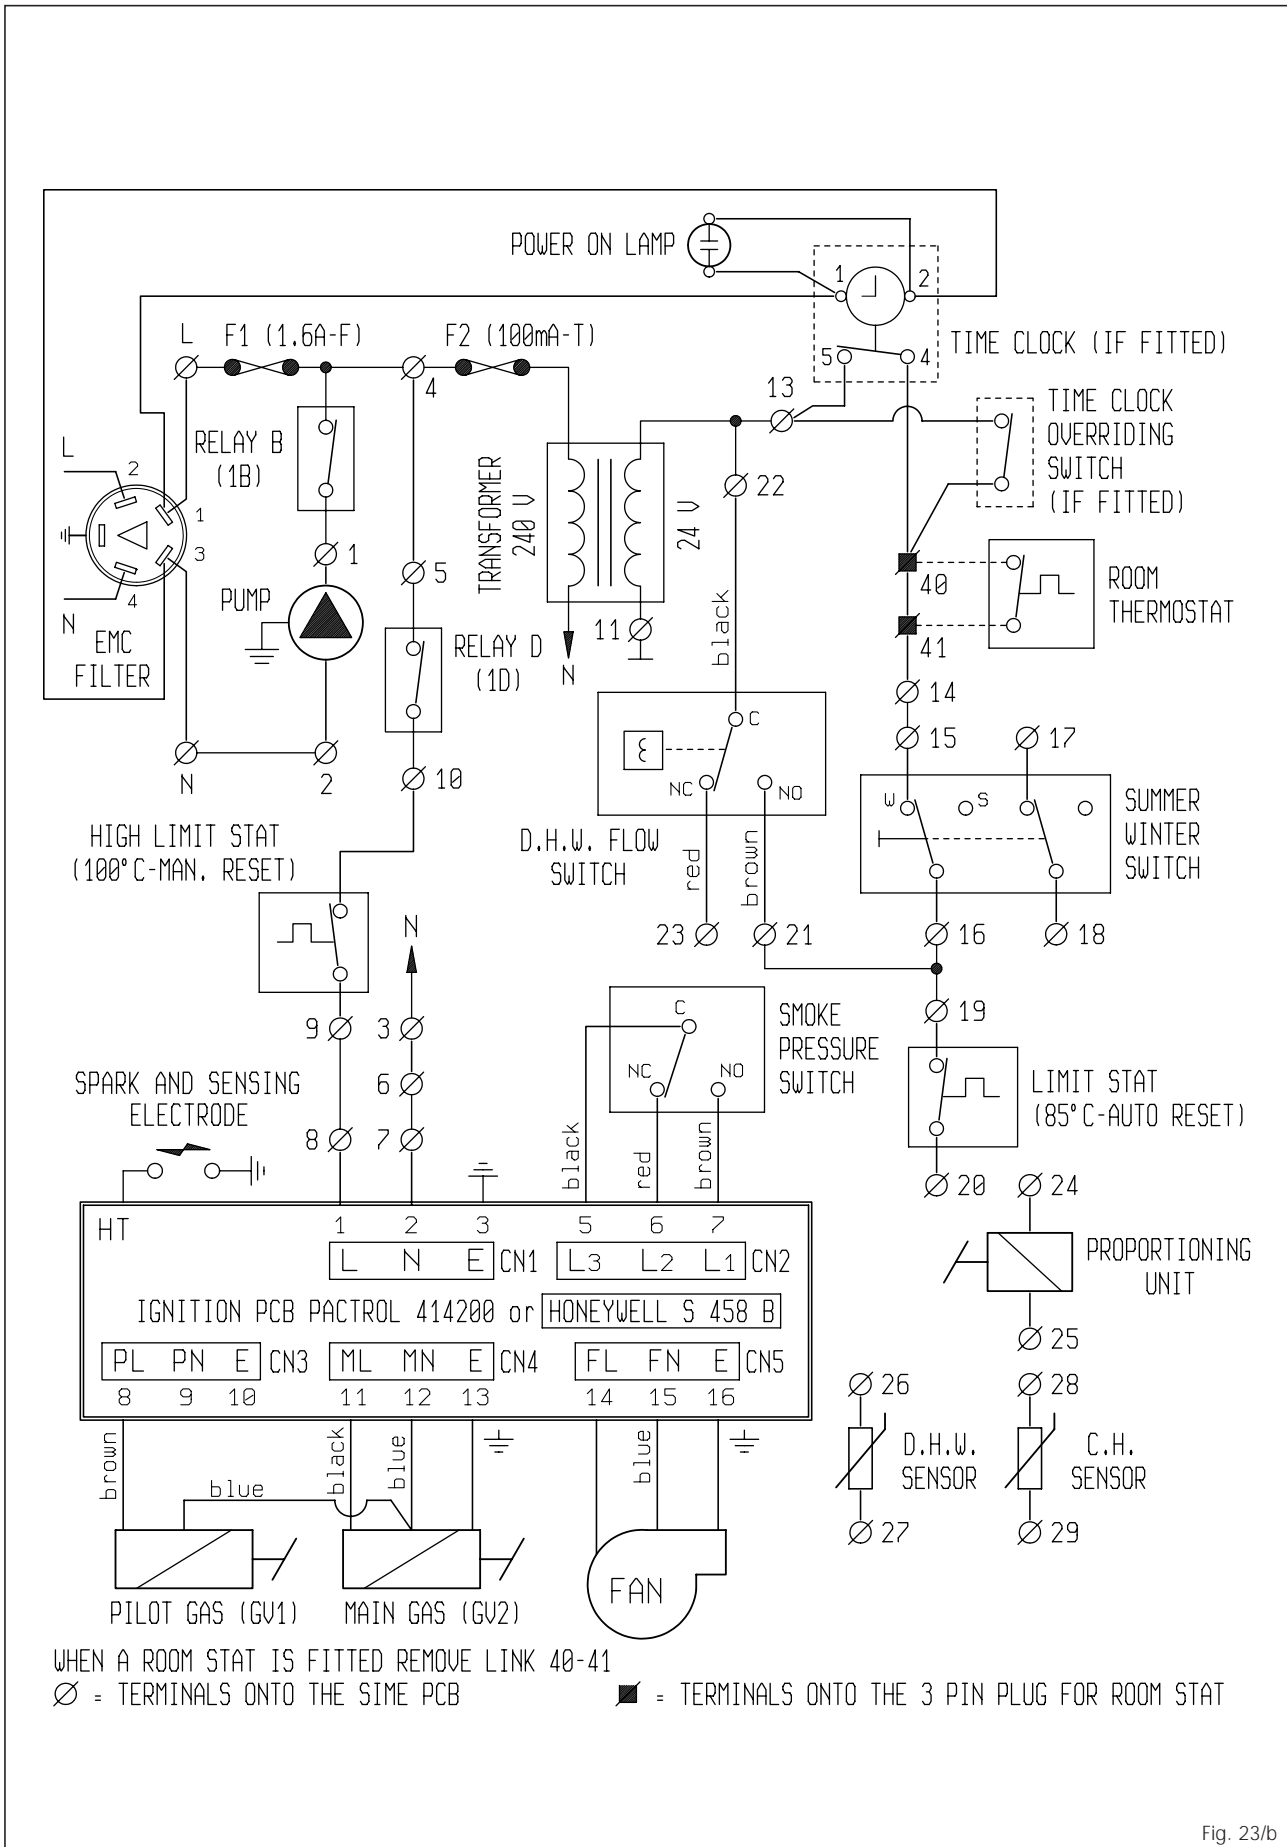 POWER ON LAMP
1
2
L
F1 (1.6A-F)
F2 (100mA-T)
5
4
TIME CLOCK (IF FITTED)
4
13
TIME CLOCK
OVERRIDING
SWITCH
(IF FITTED)
RELAY B
(1B)
L
2
1
3
4
N
EMC
FILTER
TRANSFORMER
240 V
24 V
22
1
5
PUMP
black
40
41
ROOM
THERMOSTAT
11
N
RELAY D
(1D)
14
15
17
N
2
10
C
NC
NO
D.H.W. FLOW
SWITCH
W
S
SUMMER
WINTER
SWITCH
HIGH LIMIT STAT
(100°C-MAN. RESET)
red
brown
23
21
16
18
N
9
3
6
8
7
C
NC
NO
SMOKE
PRESSURE
SWITCH
19
LIMIT STAT
(85°C-AUTO RESET)
20
24
SPARK AND SENSING
ELECTRODE
black
red
brown
HT
1 2 3
5 6 7
L N E CN1
L3 L2 L1 CN2
IGNITION PCB PACTROL 414200 or HONEYWELL S 458 B
PL PN E CN3
ML MN E CN4
FL FN E CN5
8 9 10
11 12 13
14 15 16
PROPORTIONING
UNIT
25
26
28
D.H.W.
SENSOR
C.H.
SENSOR
27
29
brown
blue
black
blue
blue
FAN
PILOT GAS (GV1)
MAIN GAS (GV2)
WHEN A ROOM STAT IS FITTED REMOVE LINK 40-41
= TERMINALS ONTO THE SIME PCB
= TERMINALS ONTO THE 3 PIN PLUG FOR ROOM STAT
Fig. 23/b